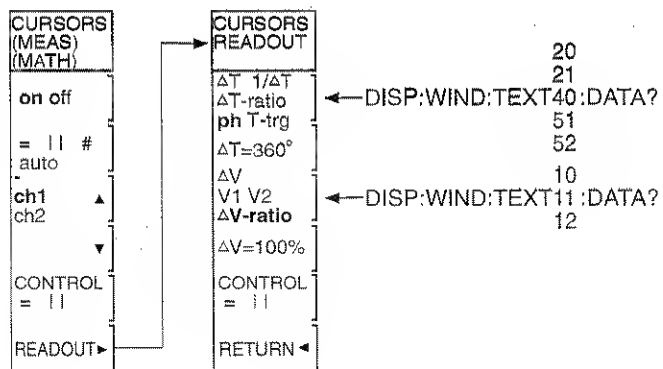 CURSORS
(MEAS)
(MATH)
on off
= || #
auto
ch1 ▲
ch2
▼
CONTROL
= ||
READOUT►
CURSORS
READOUT
ΔT 1/ΔT
ΔT-ratio
ph T-trg
ΔT=360°
ΔV
V1 V2
ΔV-ratio
ΔV=100%
CONTROL
= ||
RETURN◄
20
21
DISP:WIND:TEXT40:DATA?
51
52
10
DISP:WIND:TEXT11:DATA?
12